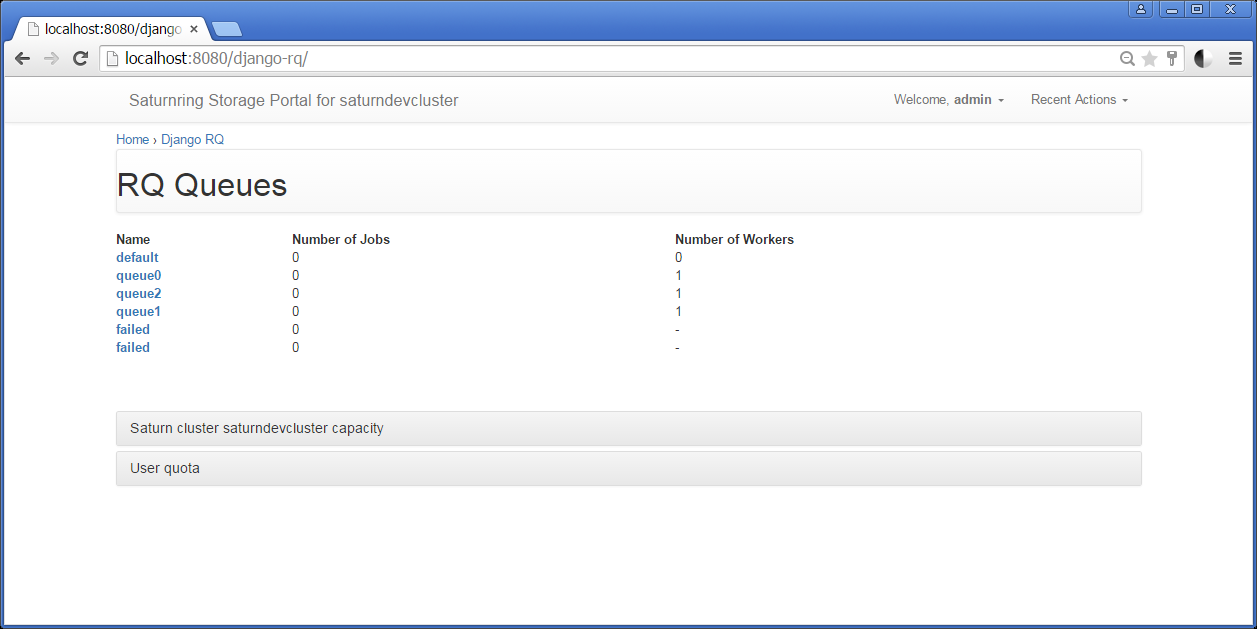 localhost:8080/django
localhost:8080/django-rq/
Saturnring Storage Portal for saturndevcluster Welcome, admin Recent Actions
Home › Django RQ
RQ Queues
Name Number of Jobs Number of Workers
default 0 0
queue0 0 1
queue2 0 1
queue1 0 1
failed 0 -
failed 0 -
Saturn cluster saturndevcluster capacity
User quota